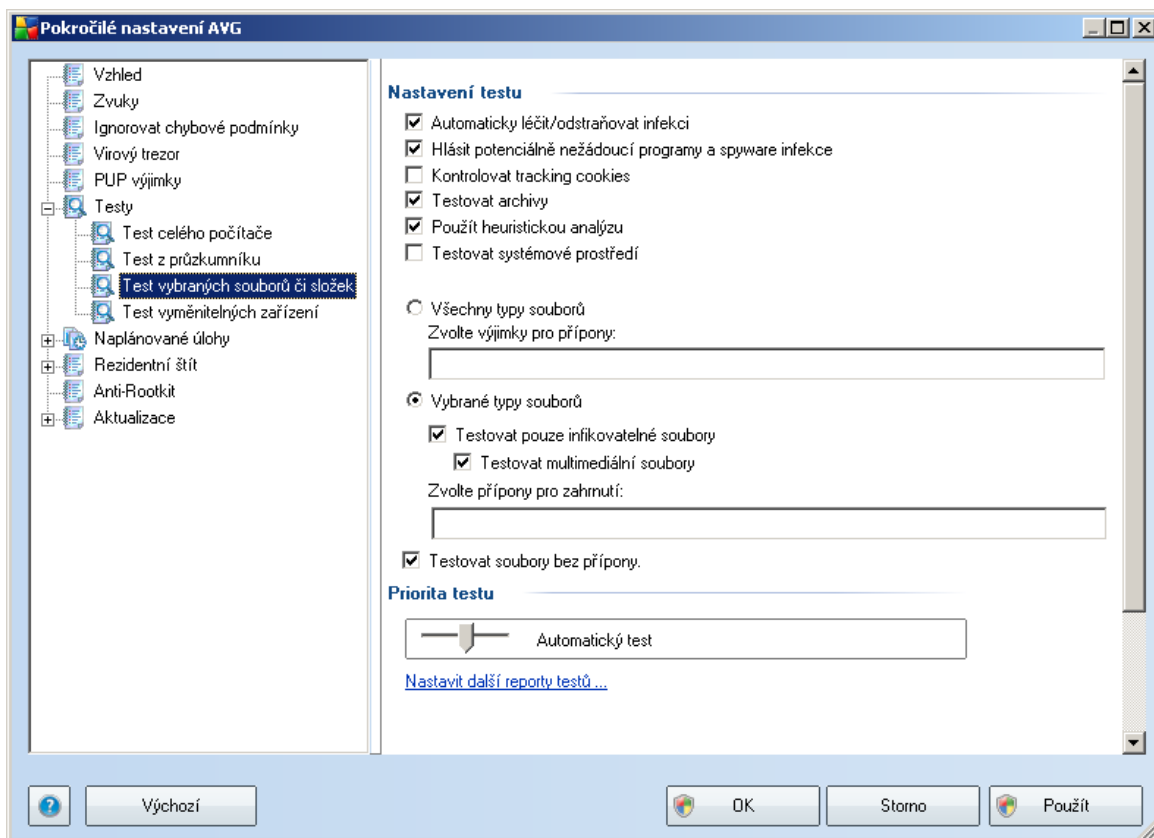 Pokročilé nastavení AVG
Vzhled
Zvuky
Ignorovat chybové podmínky
Virový trezor
PUP výjimky
Testy
Test celého počítače
Test z průzkumníku
Test vybraných souborů či složek
Test vyměnitelných zařízení
Naplánované úlohy
Rezidentní štít
Anti-Rootkit
Aktualizace
Nastavení testu
Automaticky léčit/odstraňovat infekci
Hlásit potenciálně nežádoucí programy a spyware infekce
Kontrolovat tracking cookies
Testovat archivy
Použít heuristickou analýzu
Testovat systémové prostředí
Všechny typy souborů
Zvolte výjimky pro přípony:
Vybrané typy souborů
Testovat pouze infikovatelné soubory
Testovat multimediální soubory
Zvolte přípony pro zahrnutí:
Testovat soubory bez přípony.
Priorita testu
Automatický test
Nastavit další reporty testů ...
Výchozí
OK
Storno
Použít